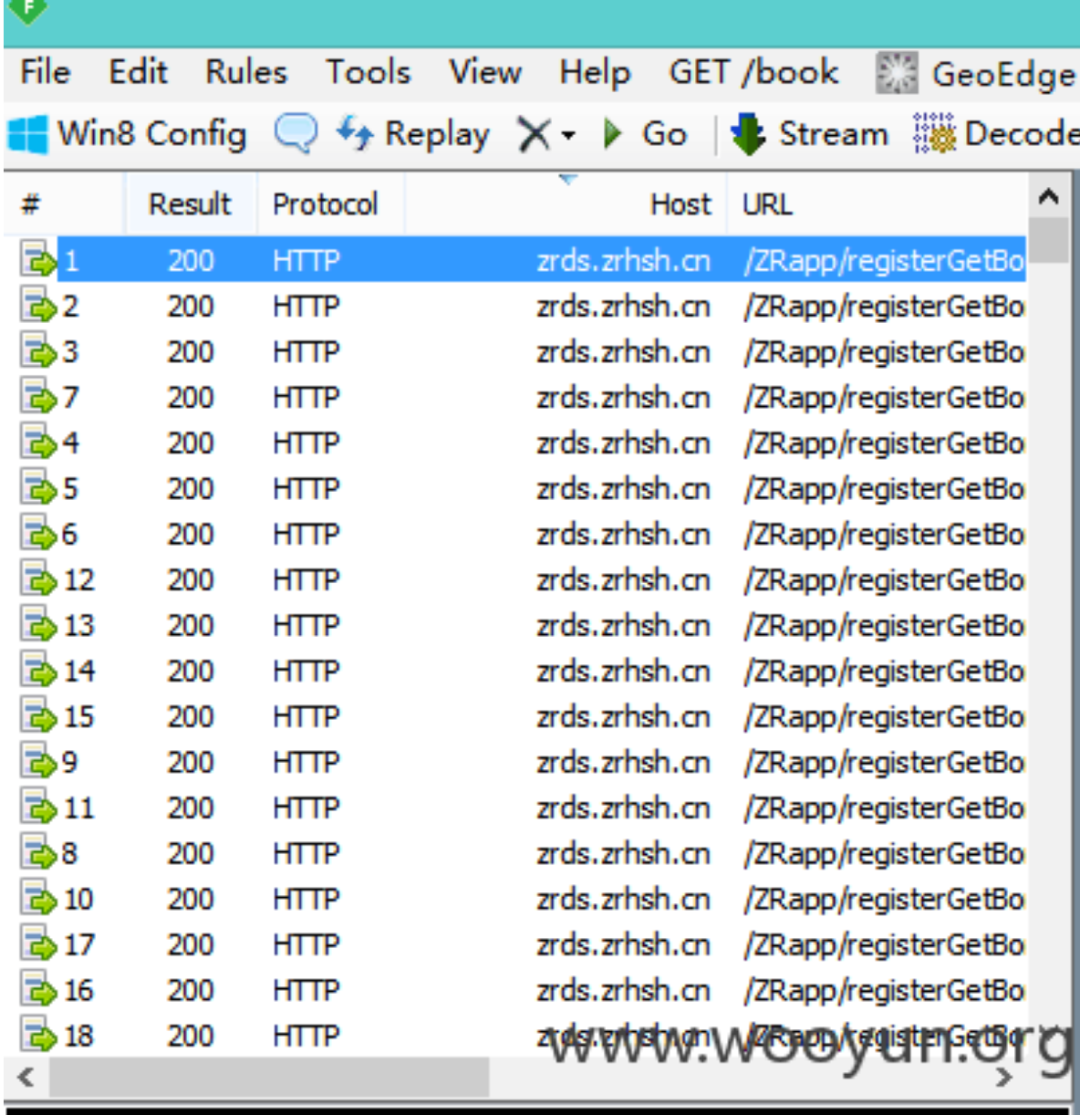 F
File Edit Rules Tools View Help GET /book GeoEdge
Win8 Config Replay Go Stream Decode
# Result Protocol Host URL
1 200 HTTP zrds.zrhsh.cn /ZRapp/registerGetBo
2 200 HTTP zrds.zrhsh.cn /ZRapp/registerGetBo
3 200 HTTP zrds.zrhsh.cn /ZRapp/registerGetBo
7 200 HTTP zrds.zrhsh.cn /ZRapp/registerGetBo
4 200 HTTP zrds.zrhsh.cn /ZRapp/registerGetBo
5 200 HTTP zrds.zrhsh.cn /ZRapp/registerGetBo
6 200 HTTP zrds.zrhsh.cn /ZRapp/registerGetBo
12 200 HTTP zrds.zrhsh.cn /ZRapp/registerGetBo
13 200 HTTP zrds.zrhsh.cn /ZRapp/registerGetBo
14 200 HTTP zrds.zrhsh.cn /ZRapp/registerGetBo
15 200 HTTP zrds.zrhsh.cn /ZRapp/registerGetBo
9 200 HTTP zrds.zrhsh.cn /ZRapp/registerGetBo
11 200 HTTP zrds.zrhsh.cn /ZRapp/registerGetBo
8 200 HTTP zrds.zrhsh.cn /ZRapp/registerGetBo
10 200 HTTP zrds.zrhsh.cn /ZRapp/registerGetBo
17 200 HTTP zrds.zrhsh.cn /ZRapp/registerGetBo
16 200 HTTP zrds.zrhsh.cn /ZRapp/registerGetBo
18 200 HTTP zrds.zrhsh.cn /ZRapp/registerGetBo
www.wooyun.org